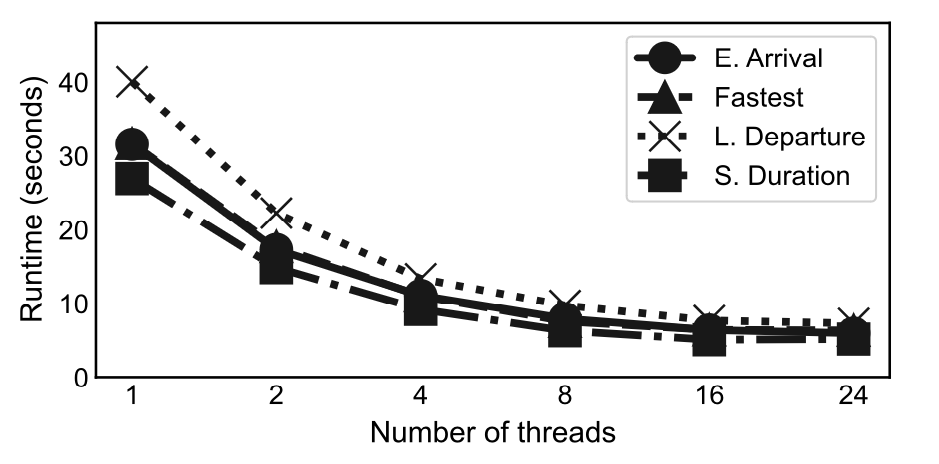 E. Arrival
Fastest
L. Departure
S. Duration
Runtime (seconds)
40
30
20
10
0
1 2 4 8 16 24
Number of threads